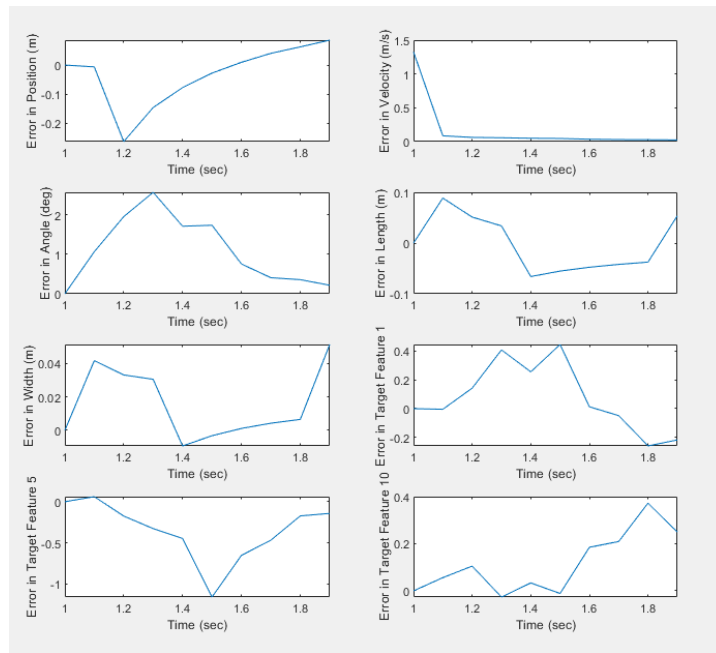 Error in Position (m)
0
-0.1
-0.2
1 1.2 1.4 1.6 1.8
Time (sec)
Error in Velocity (m/s)
1.5
1
0.5
0
1 1.2 1.4 1.6 1.8
Time (sec)
Error in Angle (deg)
2
1
0
1 1.2 1.4 1.6 1.8
Time (sec)
Error in Length (m)
0.1
0
-0.1
1 1.2 1.4 1.6 1.8
Time (sec)
Error in Width (m)
0.04
0.02
0
1 1.2 1.4 1.6 1.8
Time (sec)
Error in Target Feature 1
0.4
0.2
0
-0.2
1 1.2 1.4 1.6 1.8
Time (sec)
Error in Target Feature 5
0
-0.5
-1
1 1.2 1.4 1.6 1.8
Time (sec)
Error in Target Feature 10
0.4
0.2
0
1 1.2 1.4 1.6 1.8
Time (sec)